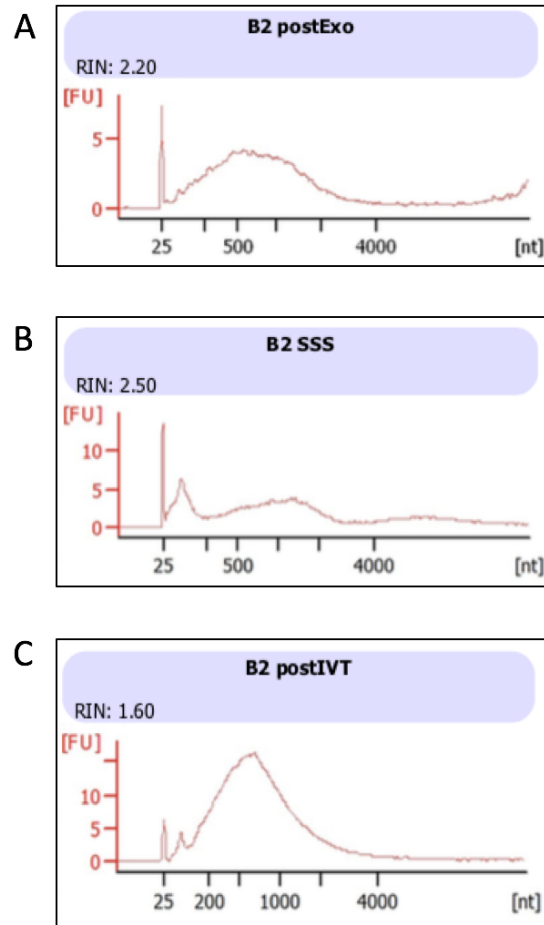 A
B2 postExo
RIN: 2.20
[FU]
5
0
25 500 4000 [nt]
B
B2 SSS
RIN: 2.50
[FU]
10
5
0
25 500 4000 [nt]
C
B2 postIVT
RIN: 1.60
[FU]
10
5
0
25 200 1000 4000 [nt]